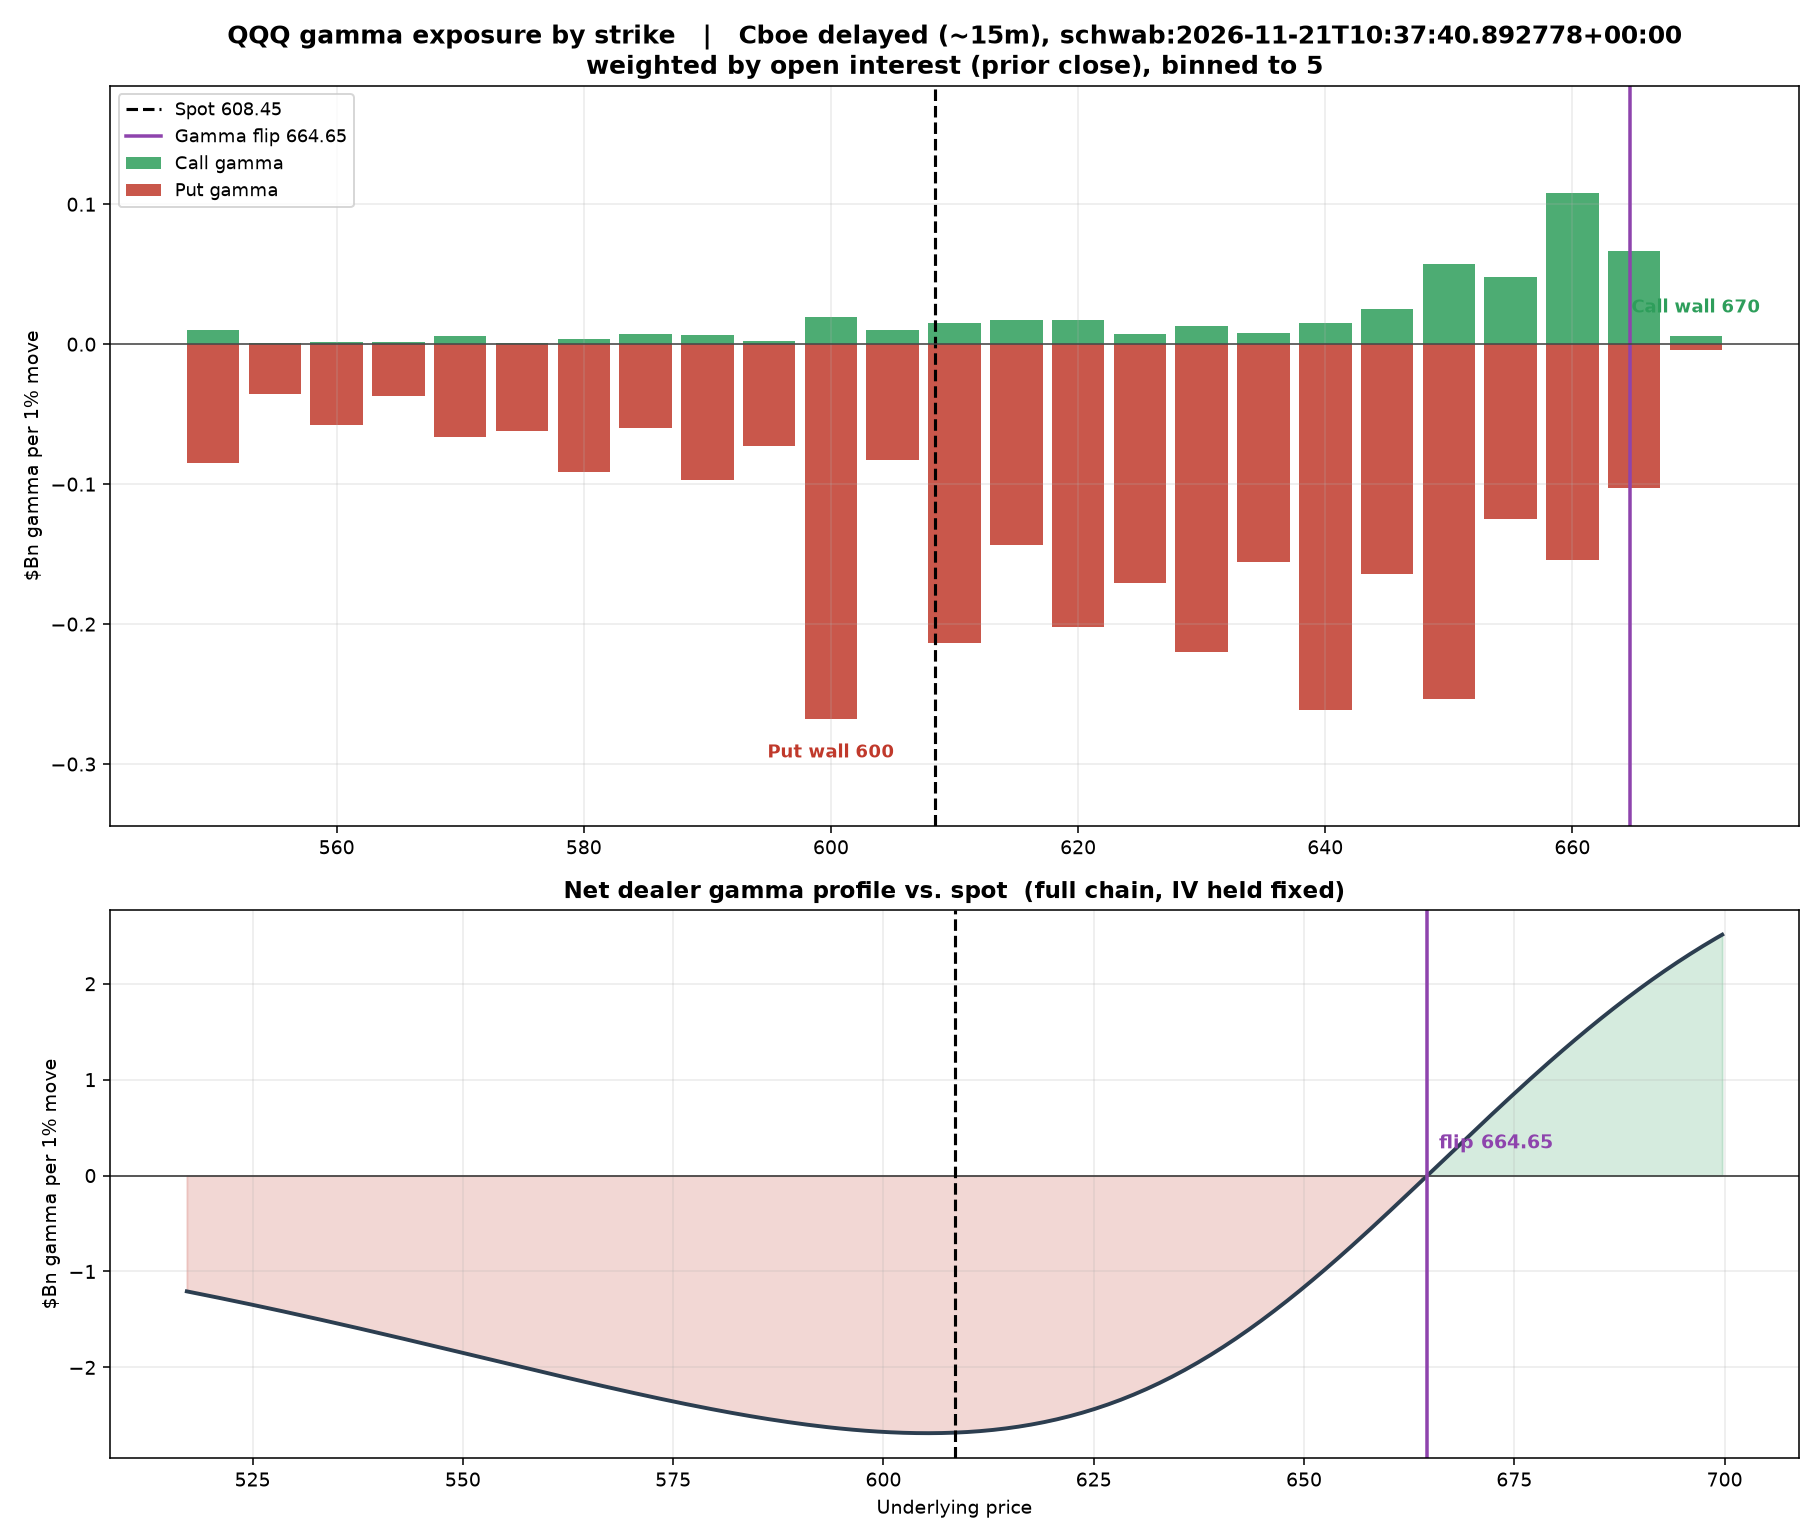 QQQ gamma exposure by strike | Cboe delayed (~15m), schwab:2026-11-21T10:37:40.892778+00:00
weighted by open interest (prior close), binned to 5
Spot 608.45
Gamma flip 664.65
Call gamma
Put gamma
$Bn gamma per 1% move
0.1
0.0
−0.1
−0.2
−0.3
Call wall 670
Put wall 600
560 580 600 620 640 660
Net dealer gamma profile vs. spot (full chain, IV held fixed)
$Bn gamma per 1% move
2
1
0
−1
−2
flip 664.65
525 550 575 600 625 650 675 700
Underlying price